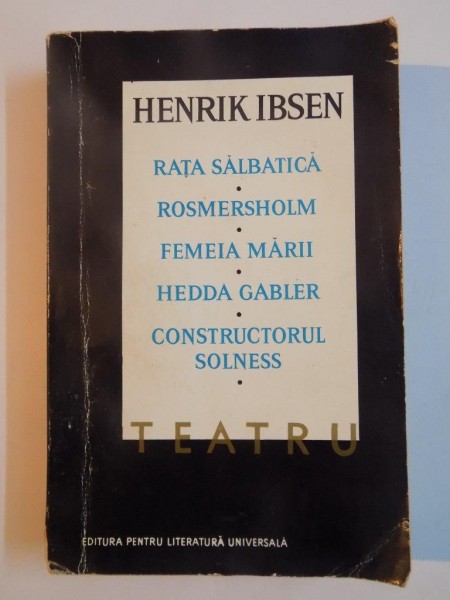 HENRIK IBSEN
RAȚA SĂLBATICĂ
•
ROSMERSHOLM
•
FEMEIA MĂRII
•
HEDDA GABLER
•
CONSTRUCTORUL
SOLNESS
•
TEATRU
EDITURA PENTRU LITERATURĂ UNIVERSALĂ